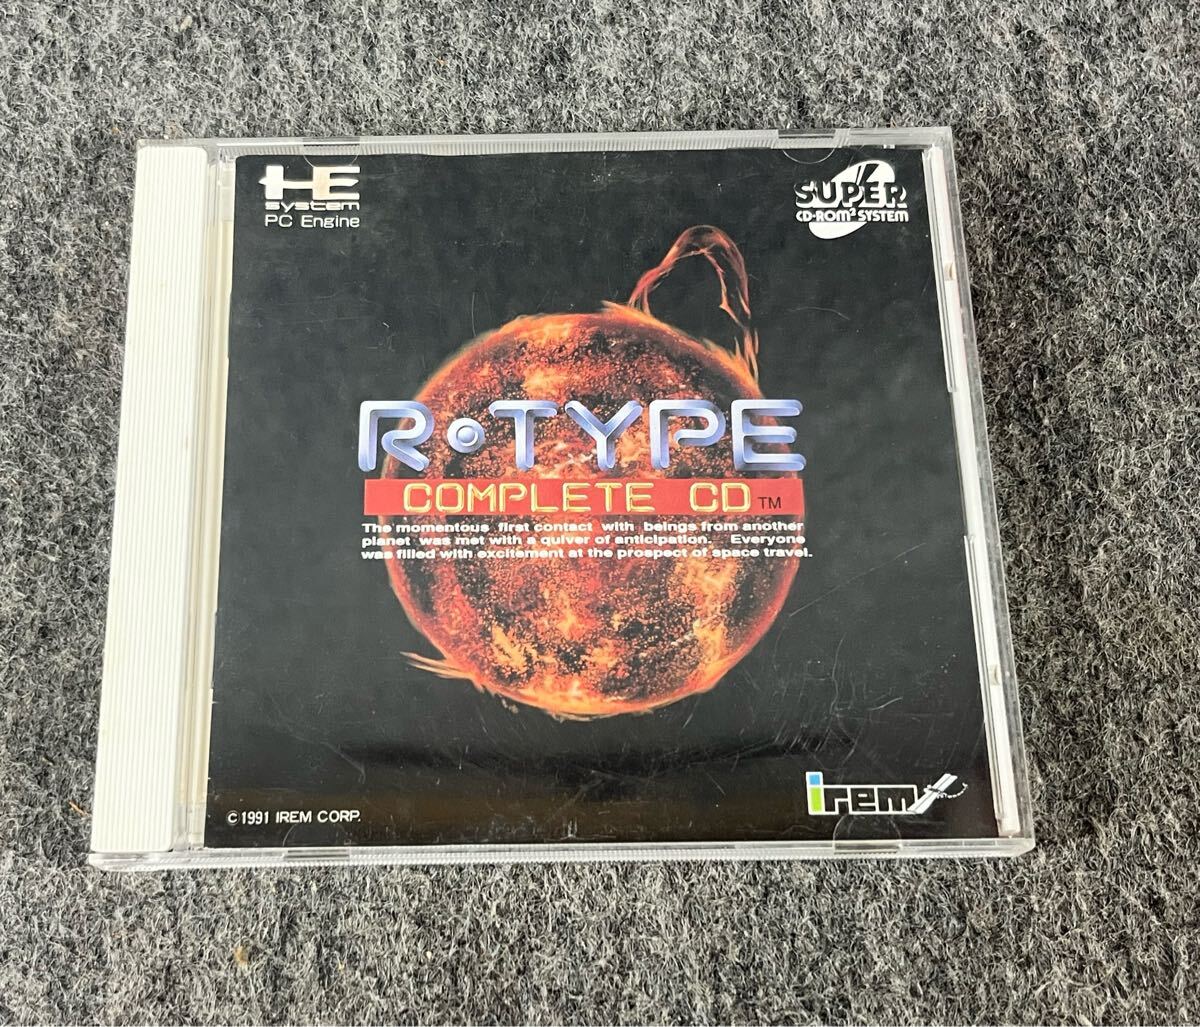 HE
system
PC Engine
SUPER
CD-ROM² SYSTEM
R•TYPE
COMPLETE CD TM
The momentous first contact with beings from another
planet was met with a quiver of anticipation. Everyone
was filled with excitement at the prospect of space travel.
irem
©1991 IREM CORP.